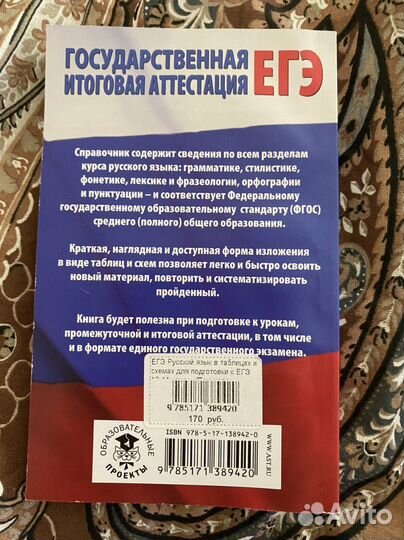 ГОСУДАРСТВЕННАЯ
ИТОГОВАЯ АТТЕСТАЦИЯ
ЕГЭ
Справочник содержит сведения по всем разделам
курса русского языка: грамматике, стилистике,
фонетике, лексике и фразеологии, орфографии
и пунктуации – и соответствует Федеральному
государственному образовательному стандарту (ФГОС)
среднего (полного) общего образования.
Краткая, наглядная и доступная форма изложения
в виде таблиц и схем позволяет легко и быстро освоить
новый материал, повторить и систематизировать
пройденный.
Книга будет полезна при подготовке к урокам,
промежуточной и итоговой аттестации, в том числе
и в формате единого государственного экзамена.
ЕГЭ Русский язык в таблицах и
схемах для подготовки к ЕГЭ
9 785171 389420
170 руб.
ОБРАЗОВАТЕЛЬНЫЕ
ПРОЕКТЫ
ISBN 978-5-17-138942-0
9 785171 389420
WWW.AST.RU
Avito